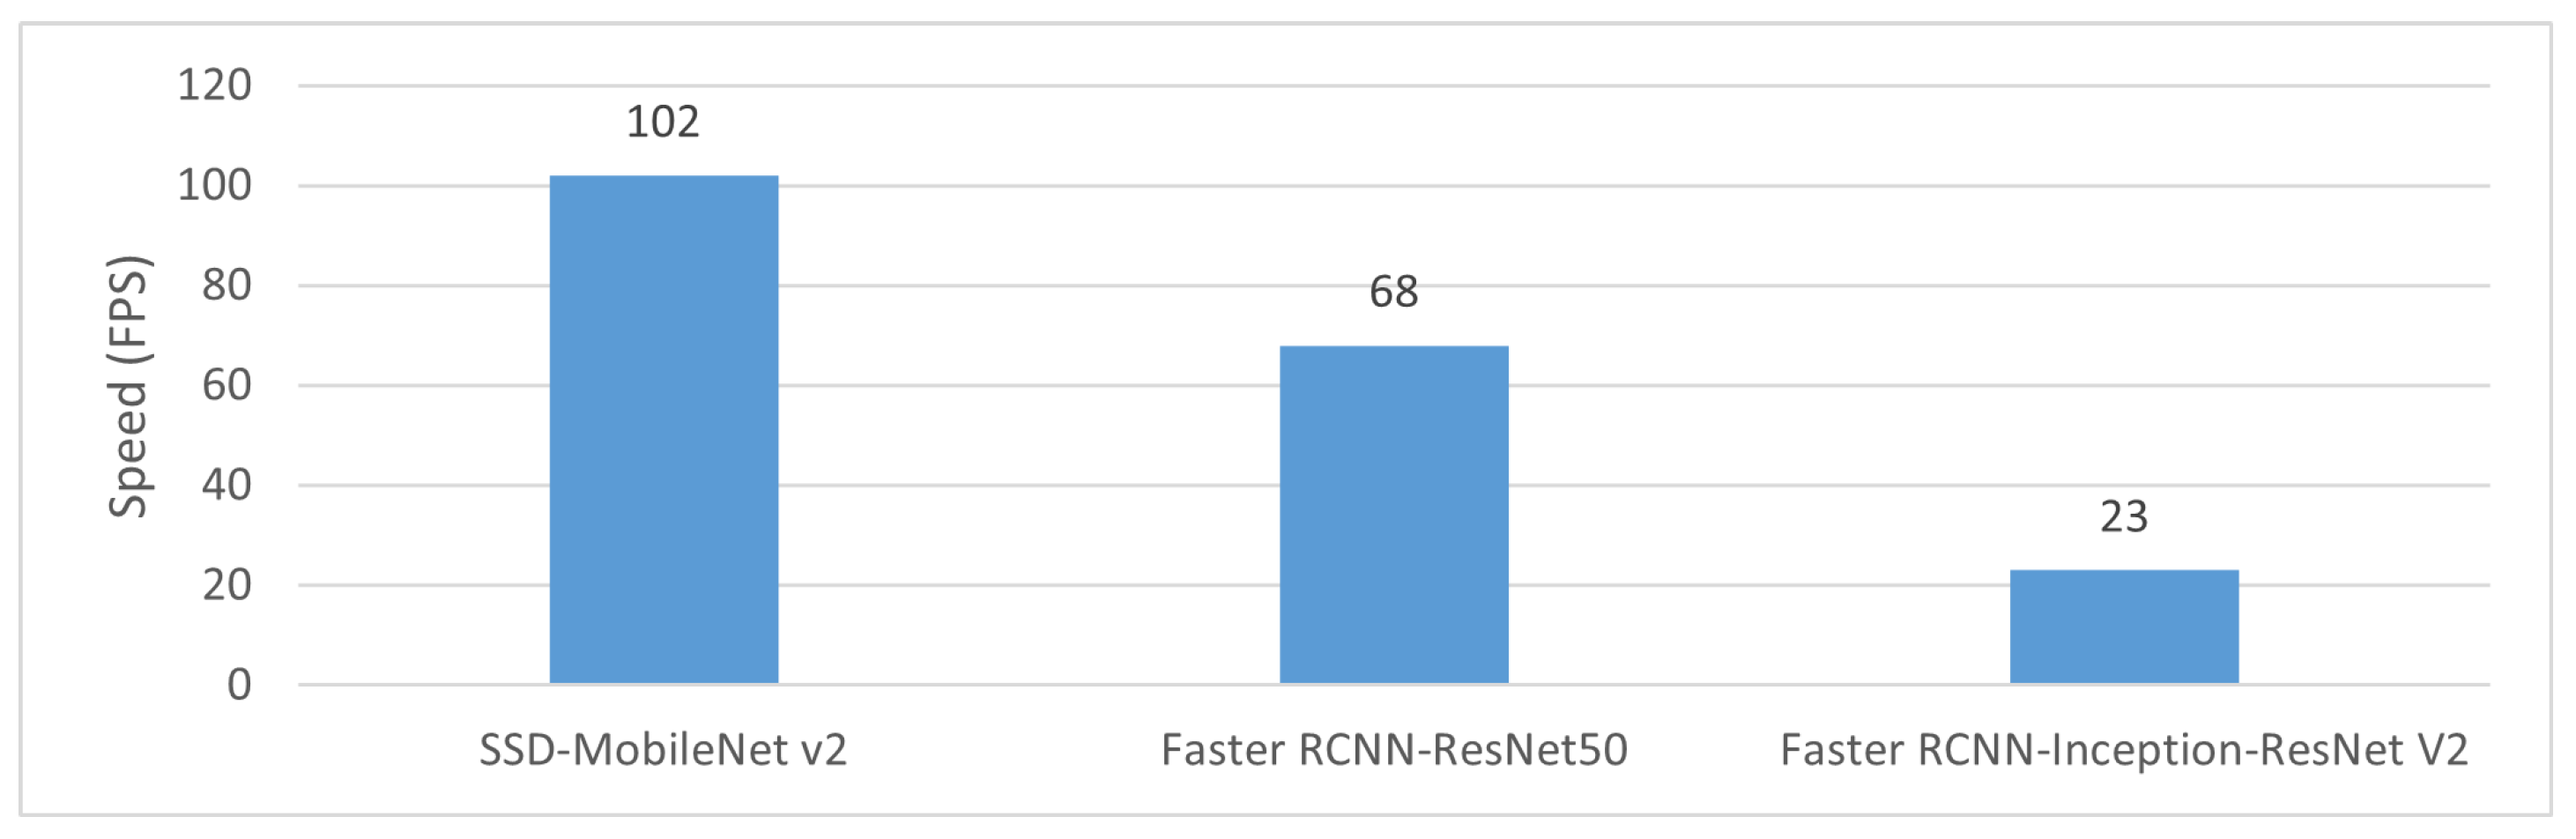 120
102
100
80
68
60
40
23
20
0
Speed (FPS)
SSD-MobileNet v2
Faster RCNN-ResNet50
Faster RCNN-Inception-ResNet V2